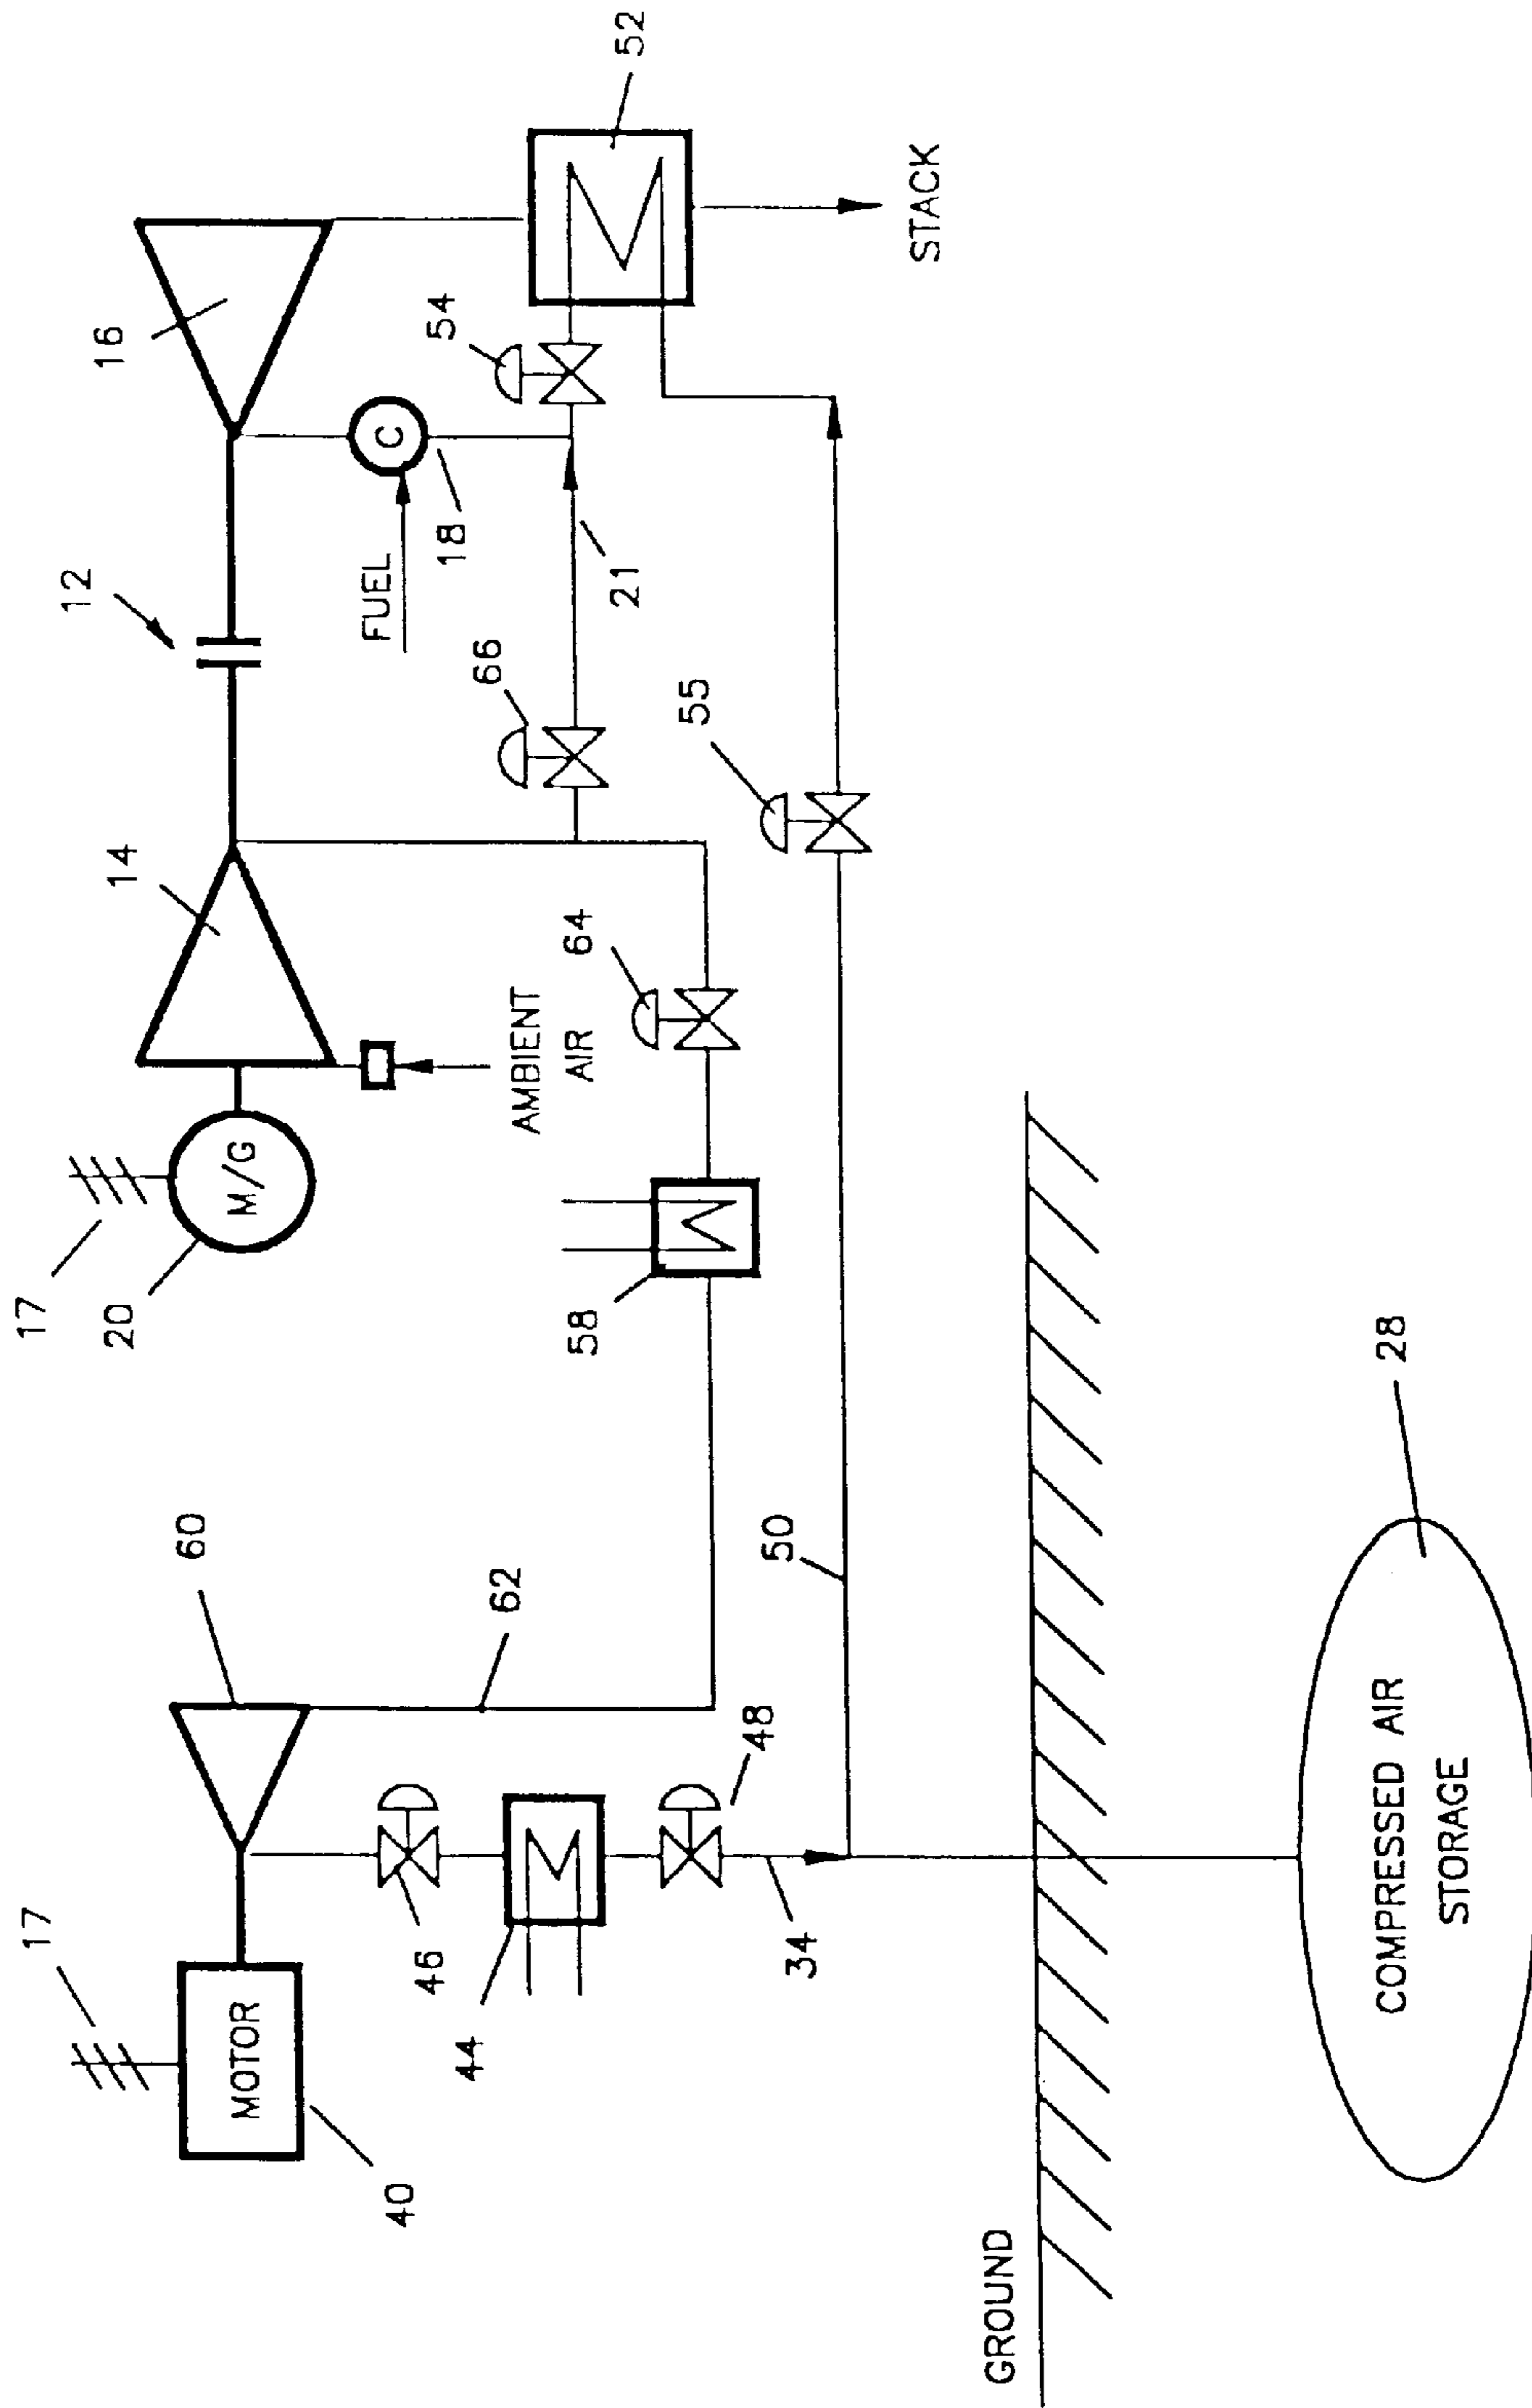 17
40
MOTOR
60
46
44
62
48
34
50
17
20
M/G
14
12
16
AMBIENT
AIR
58
64
66
FUEL
C
18
21
54
52
55
STACK
GROUND
COMPRESSED AIR
STORAGE
28